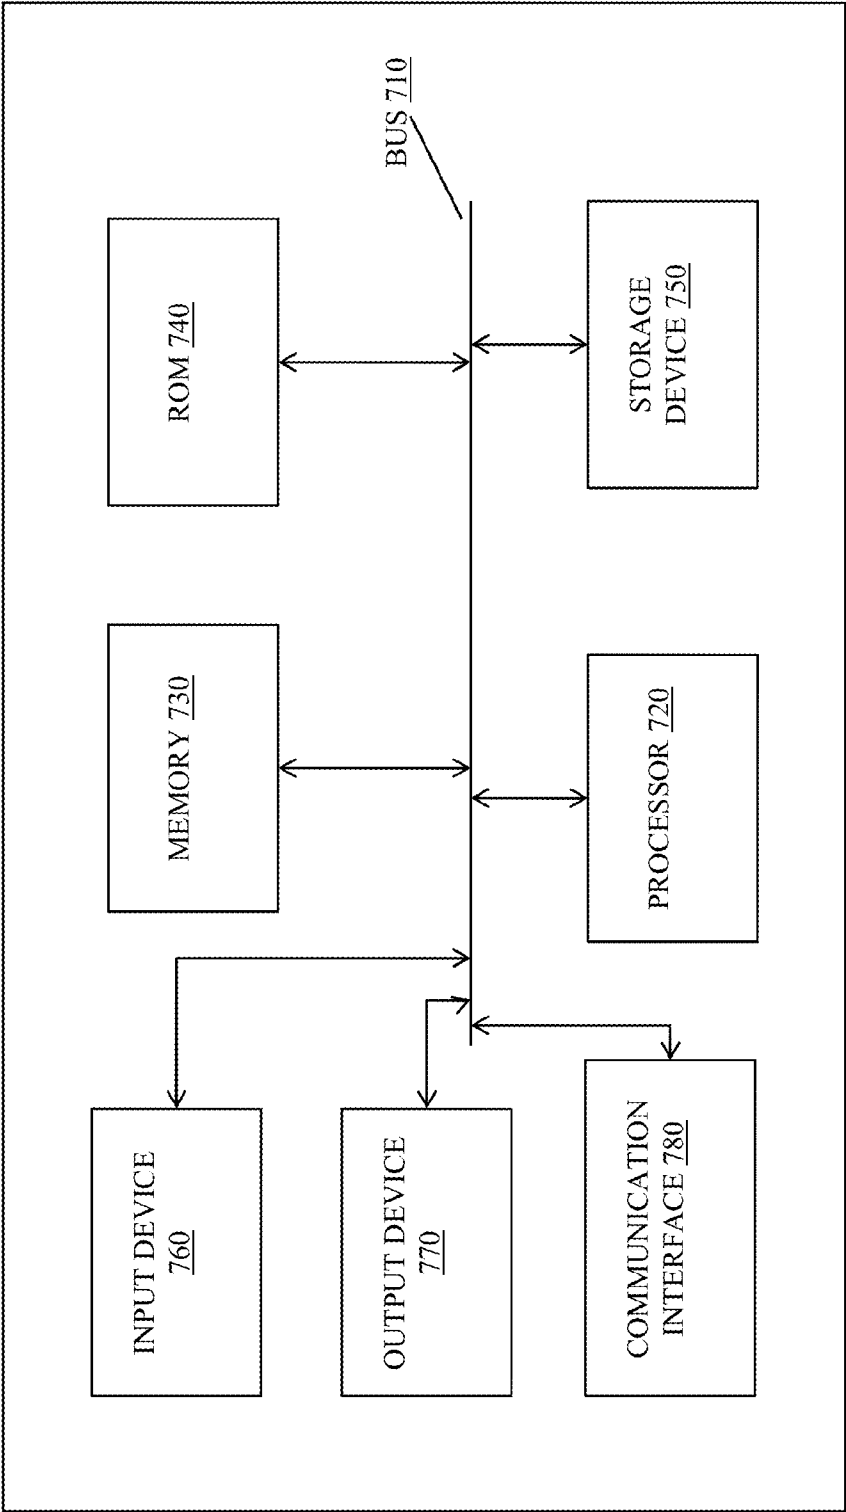 INPUT DEVICE
760
MEMORY 730
ROM 740
OUTPUT DEVICE
770
BUS 710
COMMUNICATION
INTERFACE 780
PROCESSOR 720
STORAGE
DEVICE 750